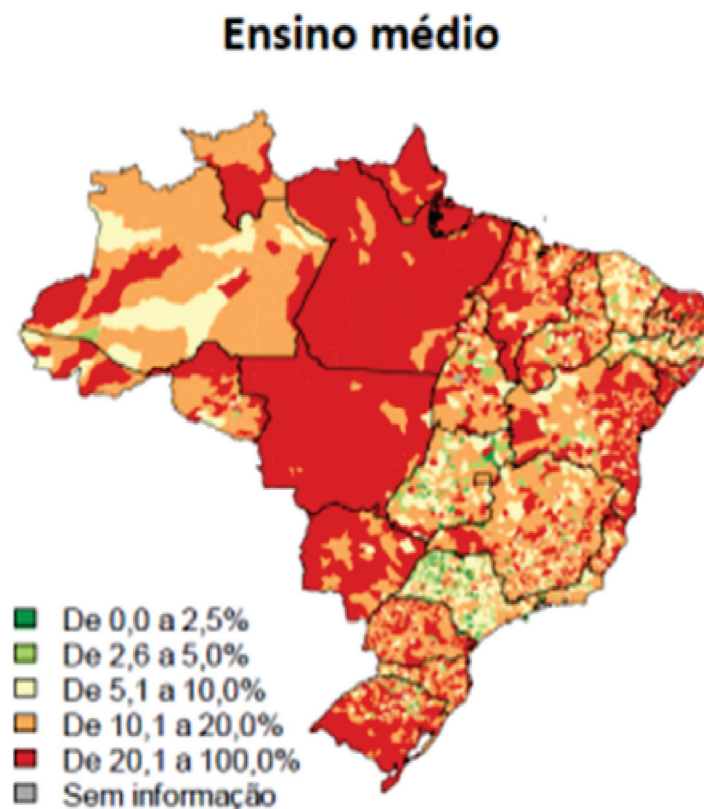 Ensino médio
De 0,0 a 2,5%
De 2,6 a 5,0%
De 5,1 a 10,0%
De 10,1 a 20,0%
De 20,1 a 100,0%
Sem informação